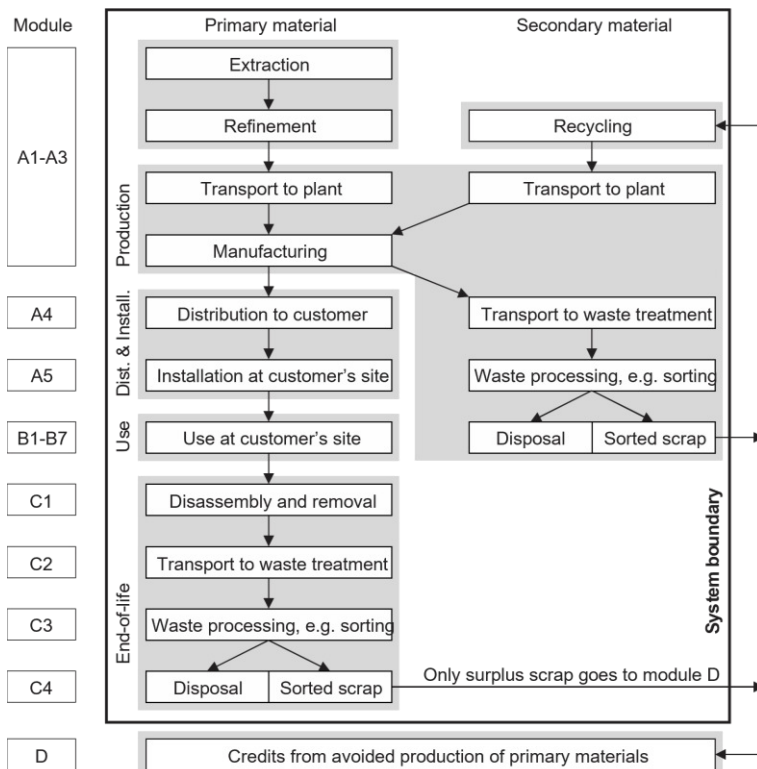 Module
Primary material
Secondary material
A1-A3
Extraction
Refinement
Recycling
Production
Transport to plant
Transport to plant
Manufacturing
A4
Dist. & Install.
Distribution to customer
Transport to waste treatment
A5
Installation at customer's site
Waste processing, e.g. sorting
B1-B7
Use
Use at customer's site
Disposal
Sorted scrap
C1
End-of-life
Disassembly and removal
System boundary
C2
Transport to waste treatment
C3
Waste processing, e.g. sorting
C4
Disposal
Sorted scrap
Only surplus scrap goes to module D
D
Credits from avoided production of primary materials